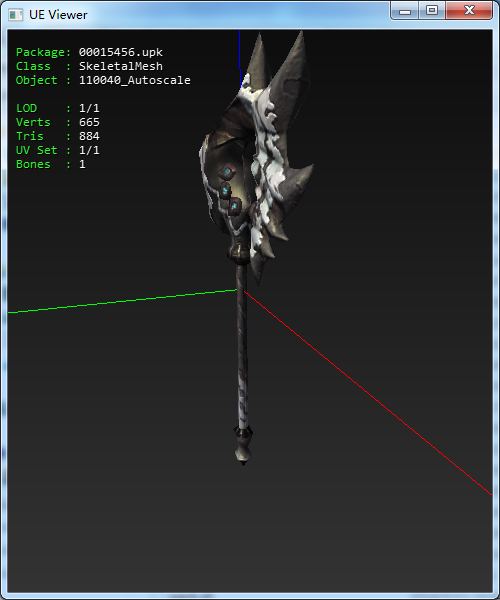 UE Viewer
Package: 00015456.upk
Class : SkeletalMesh
Object : 110040_Autoscale
LOD : 1/1
Verts : 665
Tris : 884
UV Set : 1/1
Bones : 1